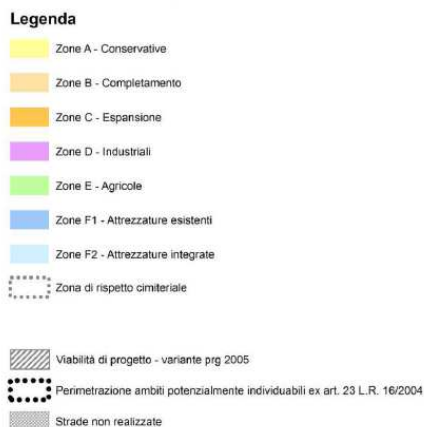 Legenda
Zone A - Conservative
Zone B - Completamento
Zone C - Espansione
Zone D - Industriali
Zone E - Agricole
Zone F1 - Attrezzature esistenti
Zone F2 - Attrezzature integrate
Zona di rispetto cimiteriale
Viabilità di progetto - variante prg 2005
Perimetrazione ambiti potenzialmente individuabili ex art. 23 L.R. 16/2004
Strade non realizzate